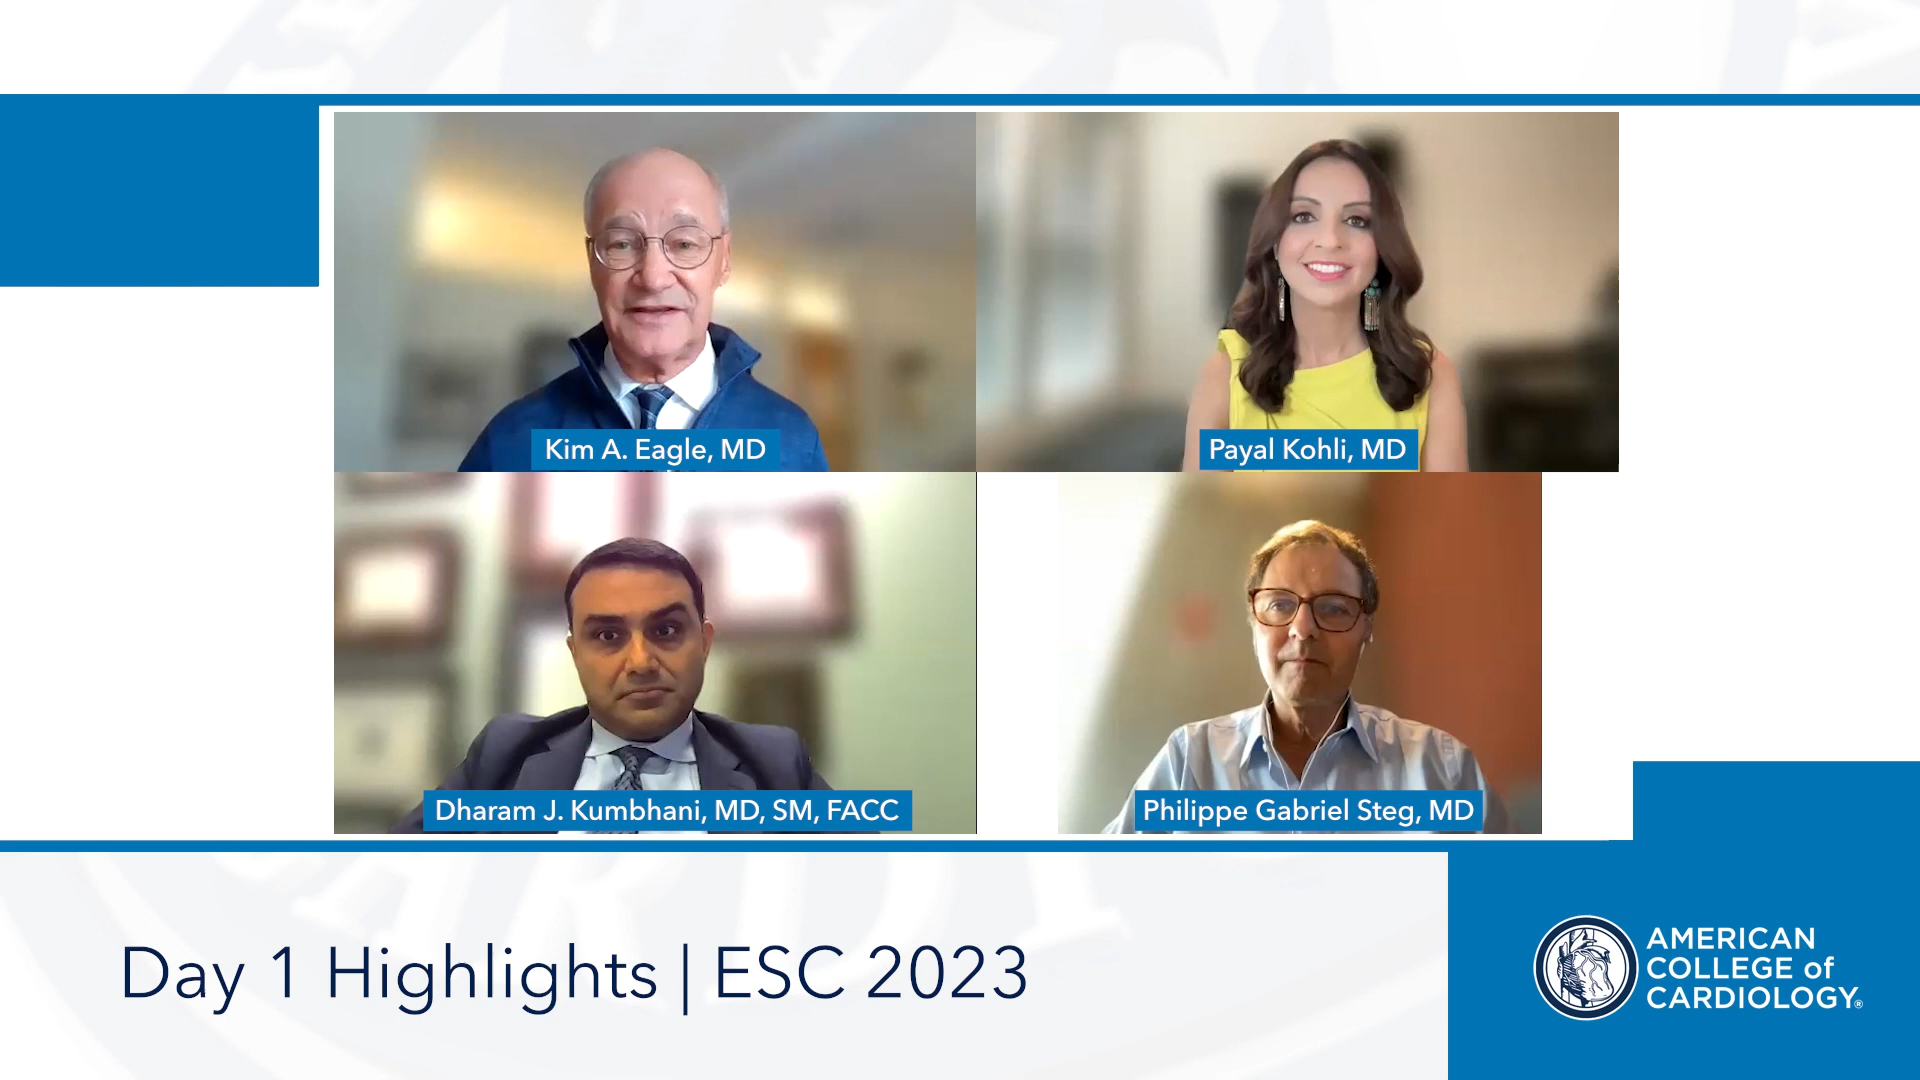 Kim A. Eagle, MD
Payal Kohli, MD
Dharam J. Kumbhani, MD, SM, FACC
Philippe Gabriel Steg, MD
Day 1 Highlights | ESC 2023
AMERICAN
COLLEGE of
CARDIOLOGY®